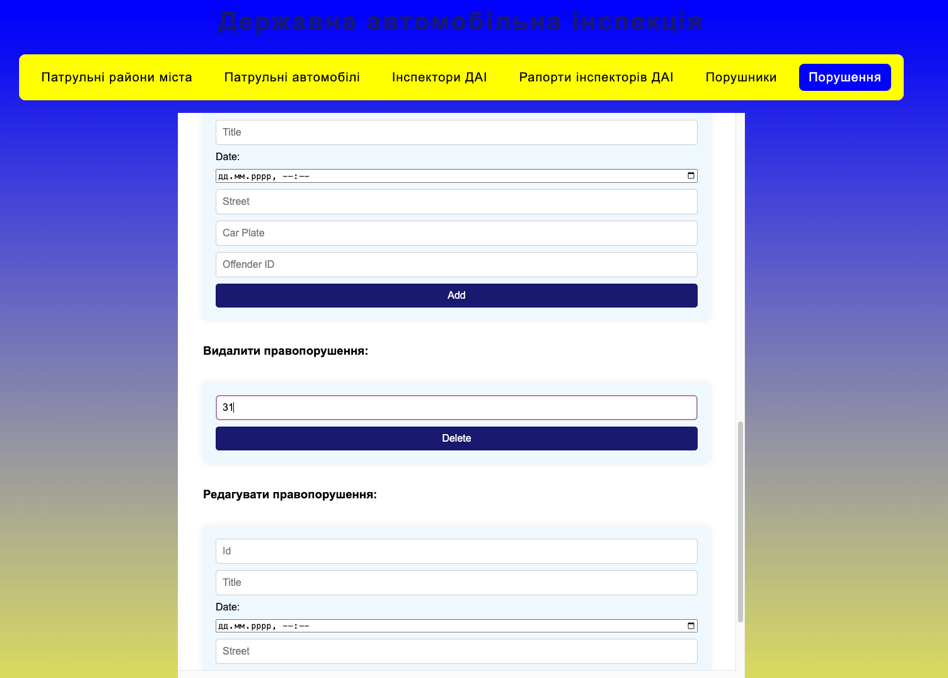 Державна автомобільна інспекція
Патрульні райони міста Патрульні автомобілі Інспектори ДАІ Рапорти інспекторів ДАІ Порушники Порушення
Title
Date:
дд.мм.рррр, --:--
Street
Car Plate
Offender ID
Add
Видалити правопорушення:
31
Delete
Редагувати правопорушення:
Id
Title
Date:
дд.мм.рррр, --:--
Street